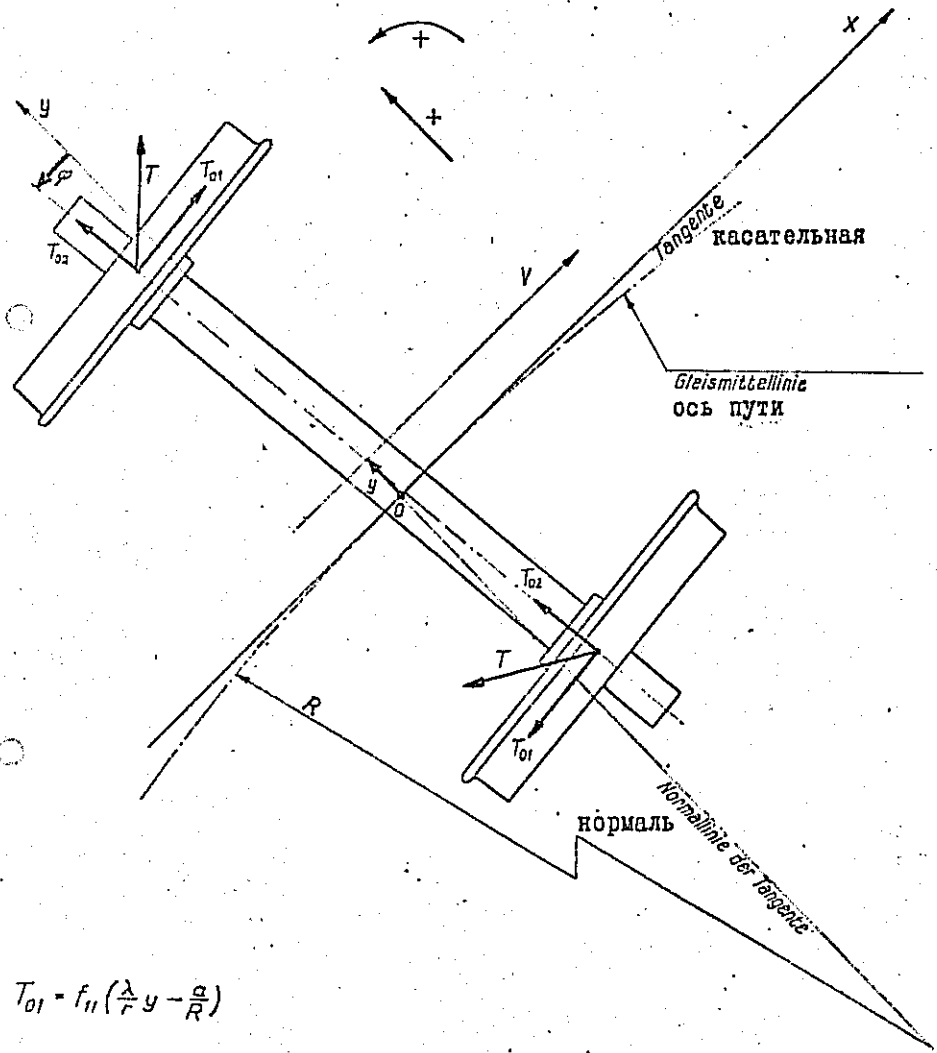 X
+
+
y
φ
T
T₀₁
T₀₂
Tangente
касательная
V
Gleismittellinie
ось пути
y
0
T₀₂
T
T₀₁
R
нормаль
Normallinie der Tangente
T₀₁ = f₁₁(λ/r y − a/R)